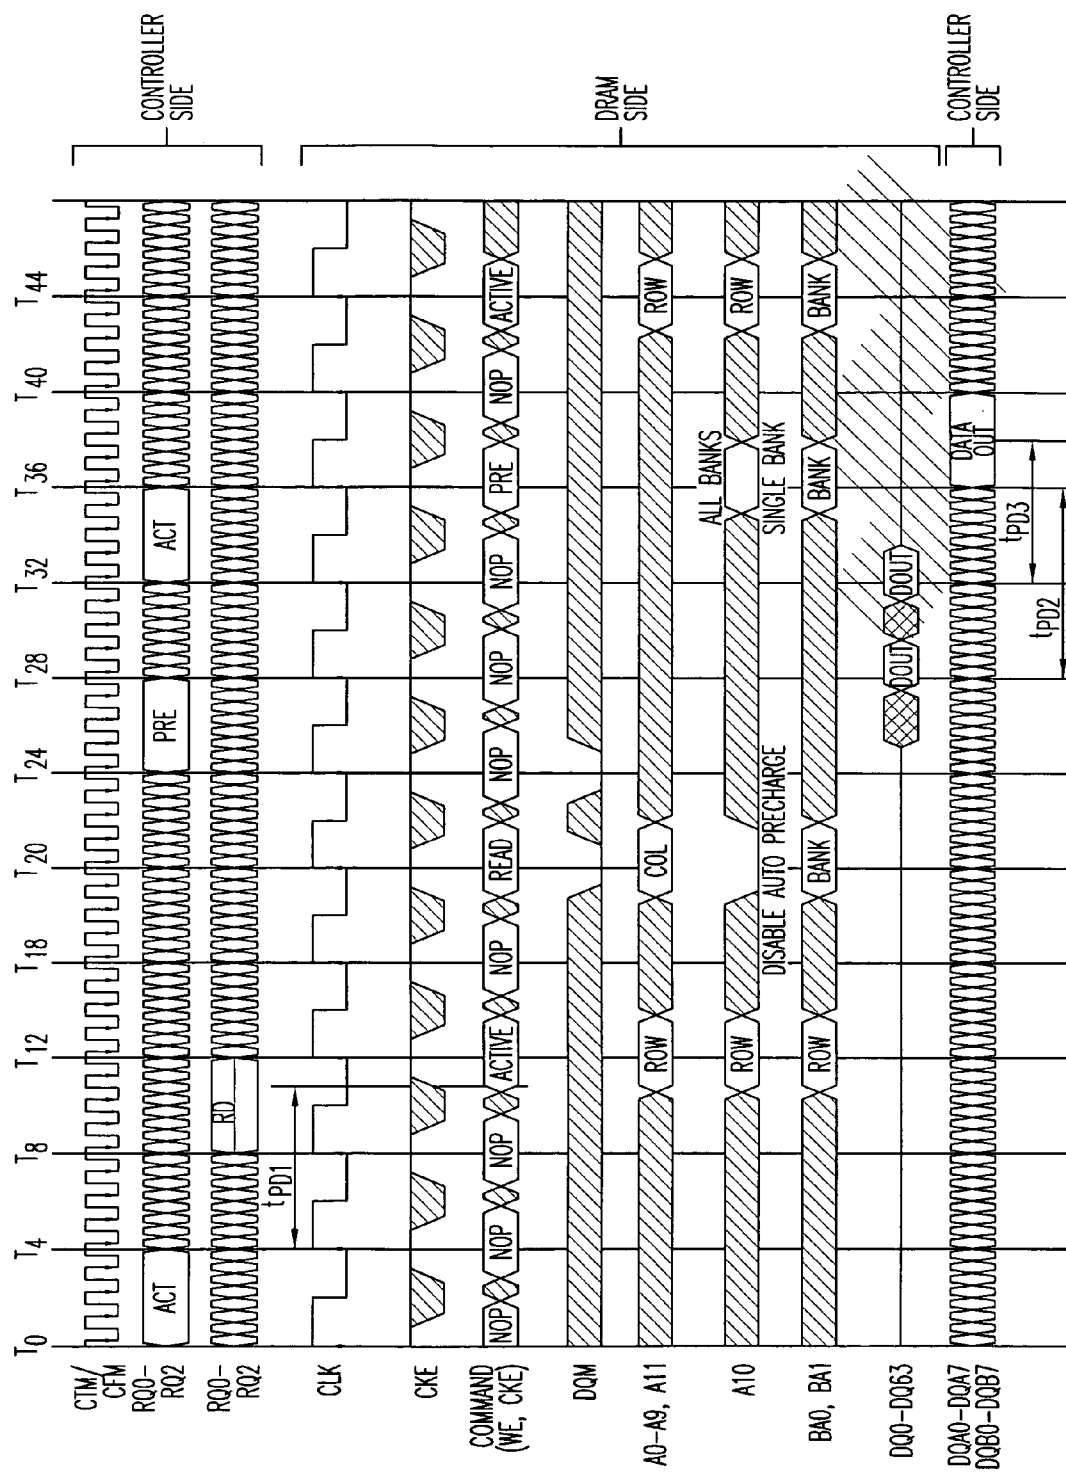 T0 T4 T8 T12 T18 T20 T24 T28 T32 T36 T40 T44
CTM/
CFM
RQ0-
RQ2
ACT PRE ACT
RQ0-
RQ2
RD
CONTROLLER
SIDE
tPD1
CLK
CKE
COMMAND
(WE, CKE)
NOP NOP NOP ACTIVE NOP READ NOP NOP NOP PRE NOP ACTIVE
DQM
DRAM
SIDE
A0-A9, A11
ROW COL ROW
ALL BANKS
A10
ROW ROW
DISABLE AUTO PRECHARGE
SINGLE BANK
BA0, BA1
ROW BANK BANK BANK
DQ0-DQ63
DOUT DOUT
DQA0-DQA7
DQB0-DQB7
DATA
OUT
CONTROLLER
SIDE
tPD3
tPD2